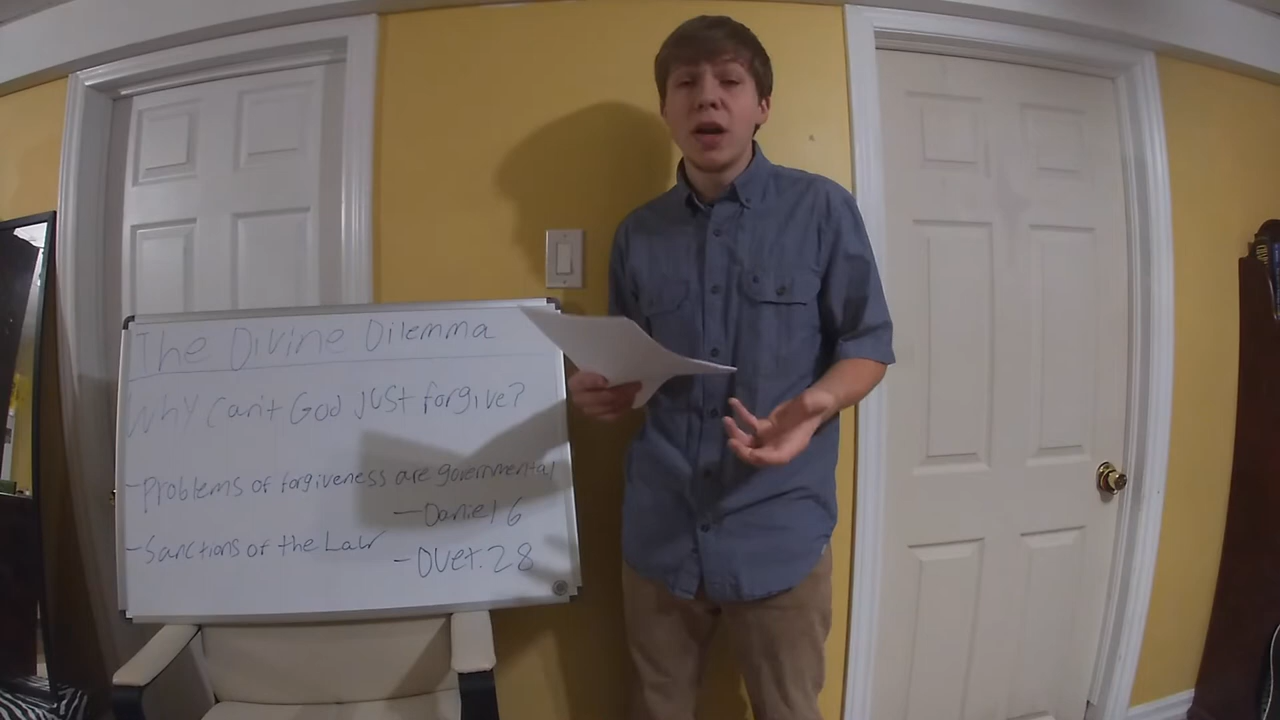 The Divine Dilemma
Why can't God just forgive?
-Problems of forgiveness are governmental
-Daniel 6
-Sanctions of the Law
-Duet. 28